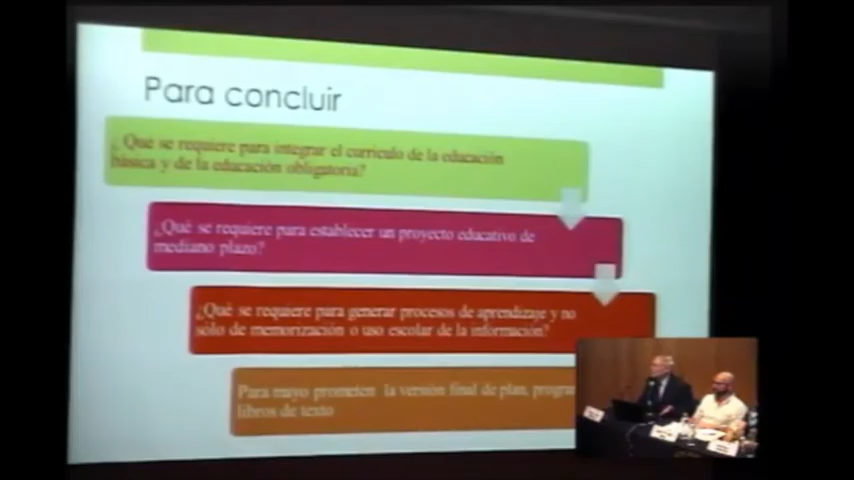 Para concluir
¿ Qué se requiere para integrar el currículo de la educación
básica y de la educación obligatoria?
¿Qué se requiere para establecer un proyecto educativo de
mediano plazo?
¿Qué se requiere para generar procesos de aprendizaje y no
sólo de memorización o uso escolar de la información?
Para mayo prometen la versión final de plan,
libros de texto